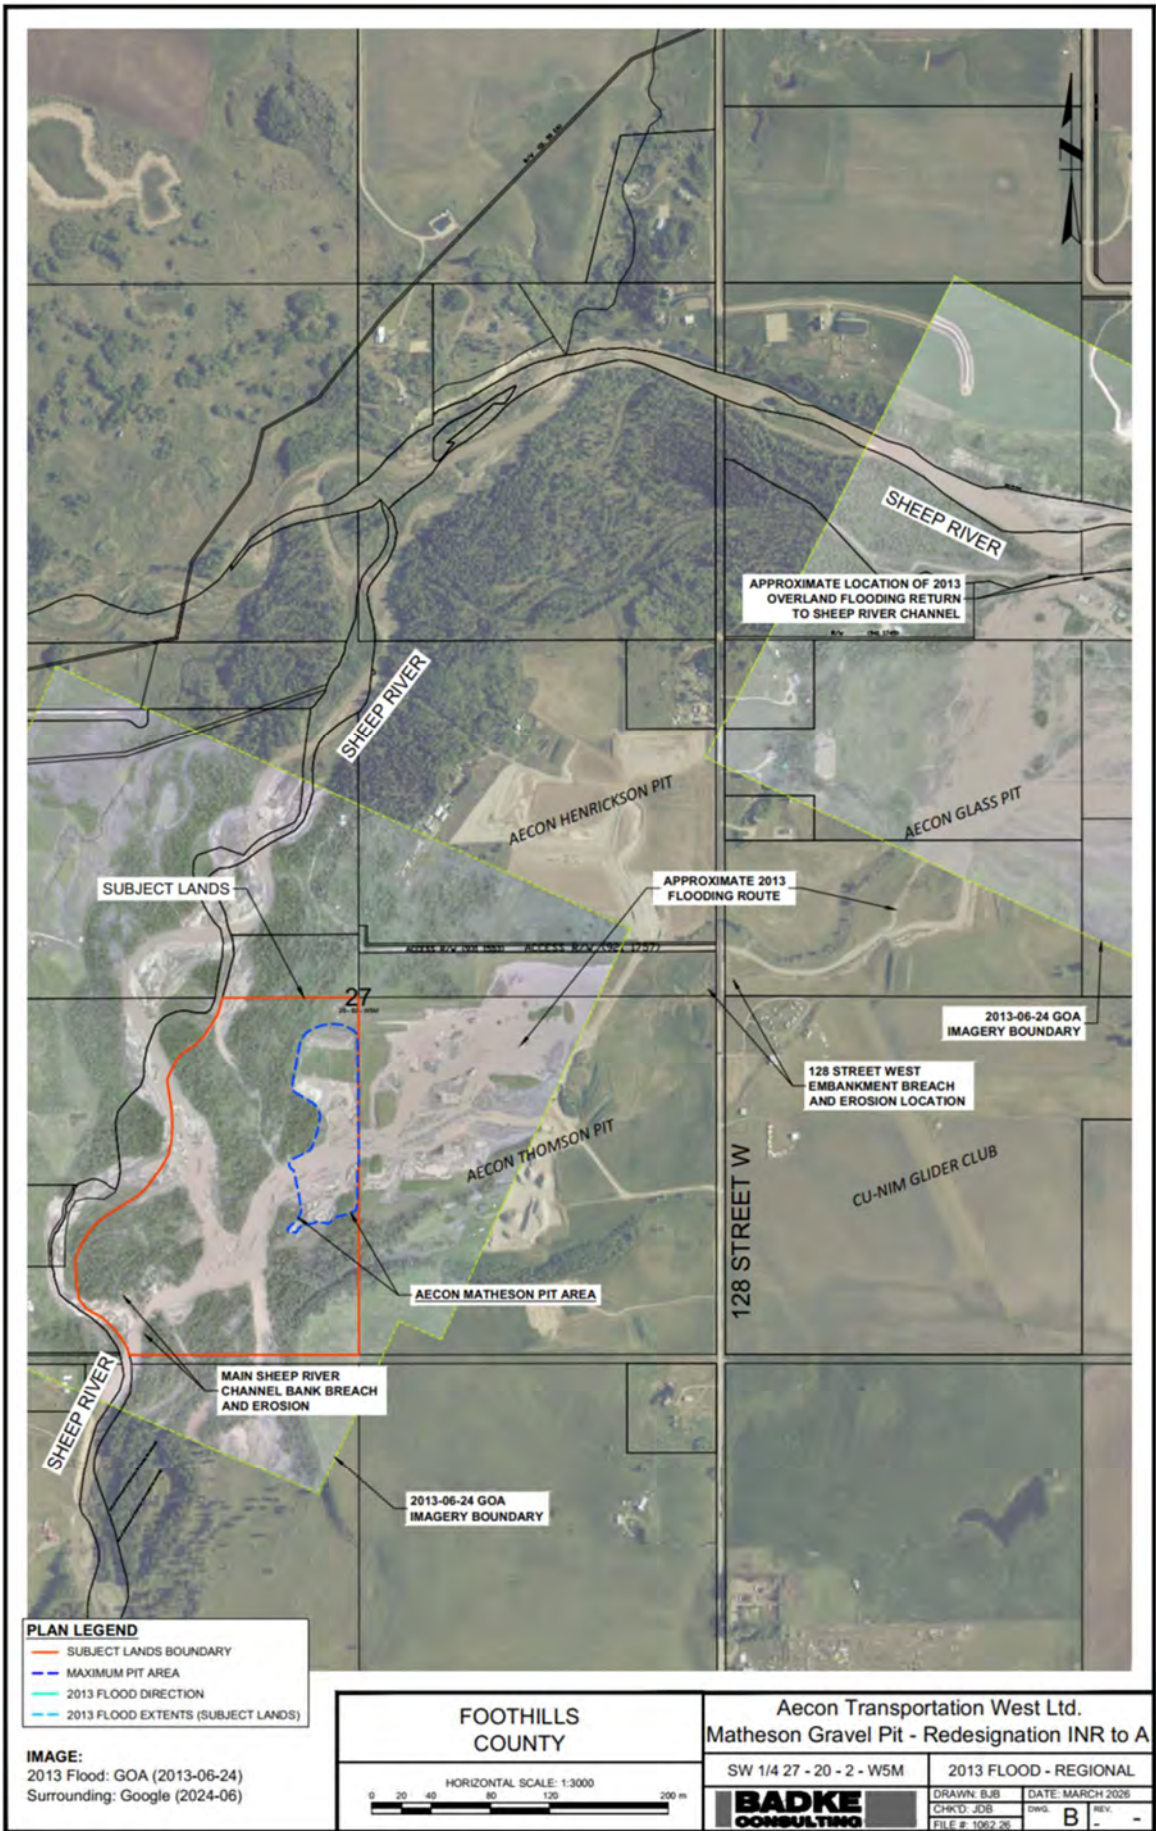 SHEEP RIVER
APPROXIMATE LOCATION OF 2013
OVERLAND FLOODING RETURN
TO SHEEP RIVER CHANNEL
SHEEP RIVER
AECON HENRICKSON PIT
AECON GLASS PIT
SUBJECT LANDS
APPROXIMATE 2013
FLOODING ROUTE
ACCESS R/W
27
2013-06-24 GOA
IMAGERY BOUNDARY
128 STREET WEST
EMBANKMENT BREACH
AND EROSION LOCATION
AECON THOMSON PIT
CU-NIM GLIDER CLUB
128 STREET W
AECON MATHESON PIT AREA
MAIN SHEEP RIVER
CHANNEL BANK BREACH
AND EROSION
SHEEP RIVER
2013-06-24 GOA
IMAGERY BOUNDARY
PLAN LEGEND
SUBJECT LANDS BOUNDARY
MAXIMUM PIT AREA
2013 FLOOD DIRECTION
2013 FLOOD EXTENTS (SUBJECT LANDS)
IMAGE:
2013 Flood: GOA (2013-06-24)
Surrounding: Google (2024-06)
FOOTHILLS
COUNTY
HORIZONTAL SCALE: 1:3000
0 20 40 80 120 200 m
Aecon Transportation West Ltd.
Matheson Gravel Pit - Redesignation INR to A
SW 1/4 27 - 20 - 2 - W5M
2013 FLOOD - REGIONAL
BADKE
CONSULTING
DRAWN: BJB
DATE: MARCH 2026
CHK'D: JDB
FILE #: 1062.26
DWG. B
REV. - -